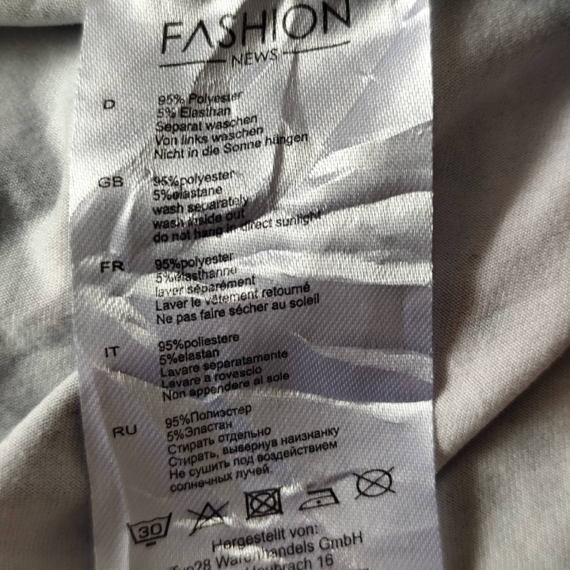 FASHION
NEWS
D
95% Polyester
5% Elasthan
Separat waschen
Von links waschen
Nicht in die Sonne hängen
GB
95%polyester
5%elastane
wash separately
wash inside out
do not hang in direct sunlight
FR
95%polyester
5%élasthanne
laver séparément
Laver le vêtement retourné
Ne pas faire sécher au soleil
IT
95%poliestere
5%elastan
Lavare separatamente
Lavare a rovescio
Non appendere al sole
RU
95%Полиэстер
5%Эластан
Стирать отдельно
Стирать, вывернув наизнанку
Не сушить под воздействием
солнечных лучей.
30
Hergestellt von:
Warenhandels GmbH
16